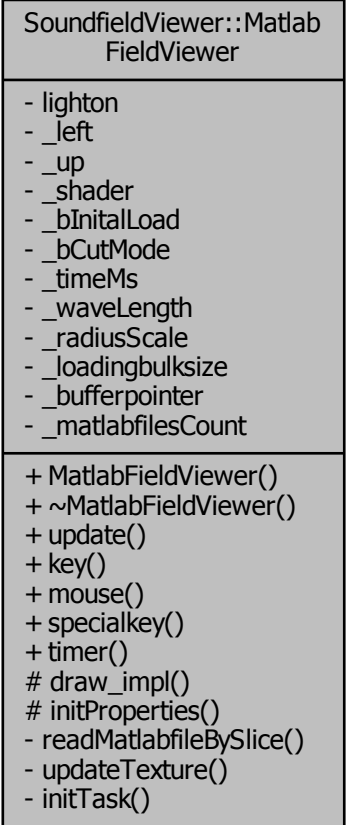 SoundfieldViewer::Matlab
FieldViewer
- lighton
- _left
- _up
- _shader
- _bInitalLoad
- _bCutMode
- _timeMs
- _waveLength
- _radiusScale
- _loadingbulksize
- _bufferpointer
- _matlabfilesCount
+ MatlabFieldViewer()
+ ~MatlabFieldViewer()
+ update()
+ key()
+ mouse()
+ specialkey()
+ timer()
# draw_impl()
# initProperties()
- readMatlabfileBySlice()
- updateTexture()
- initTask()